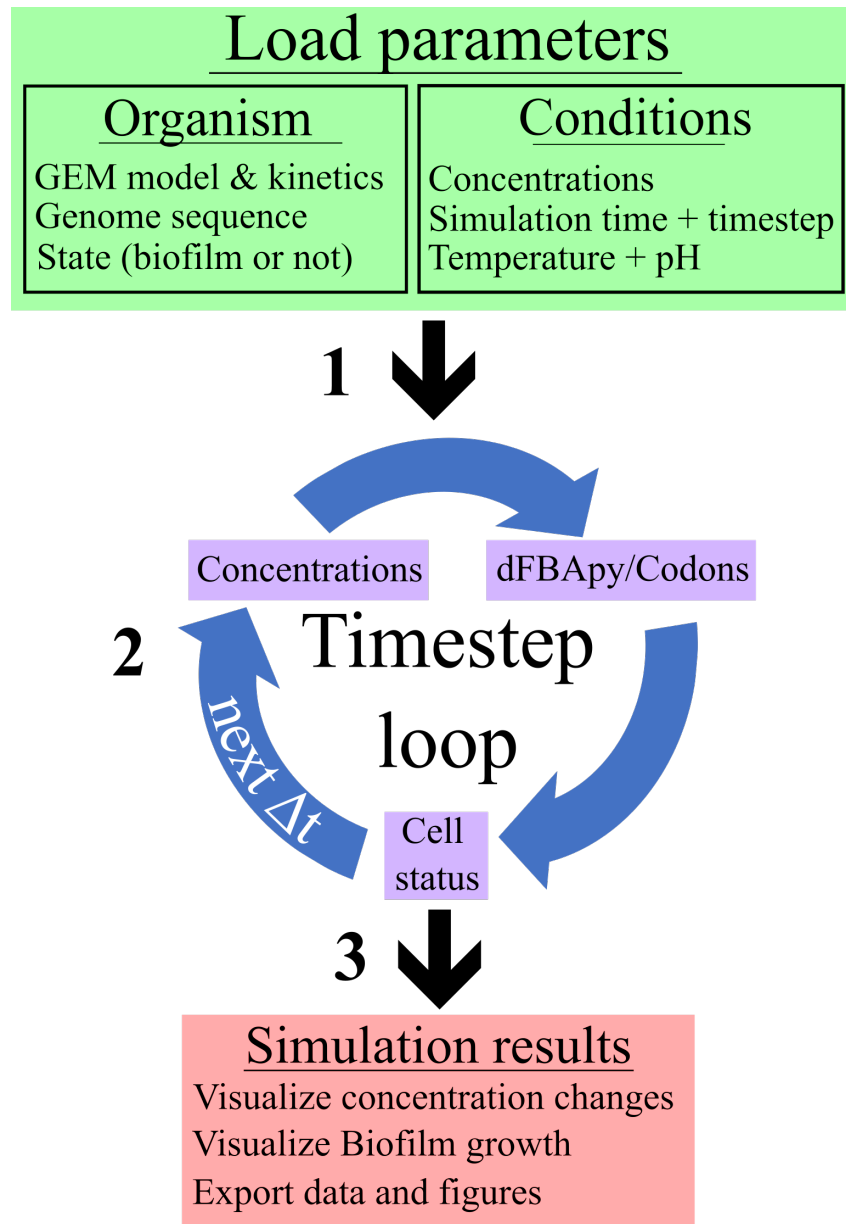 Load parameters
Organism
GEM model & kinetics
Genome sequence
State (biofilm or not)
Conditions
Concentrations
Simulation time + timestep
Temperature + pH
1
Concentrations
dFBApy/Codons
2
Timestep
loop
next Δt
Cell
status
3
Simulation results
Visualize concentration changes
Visualize Biofilm growth
Export data and figures